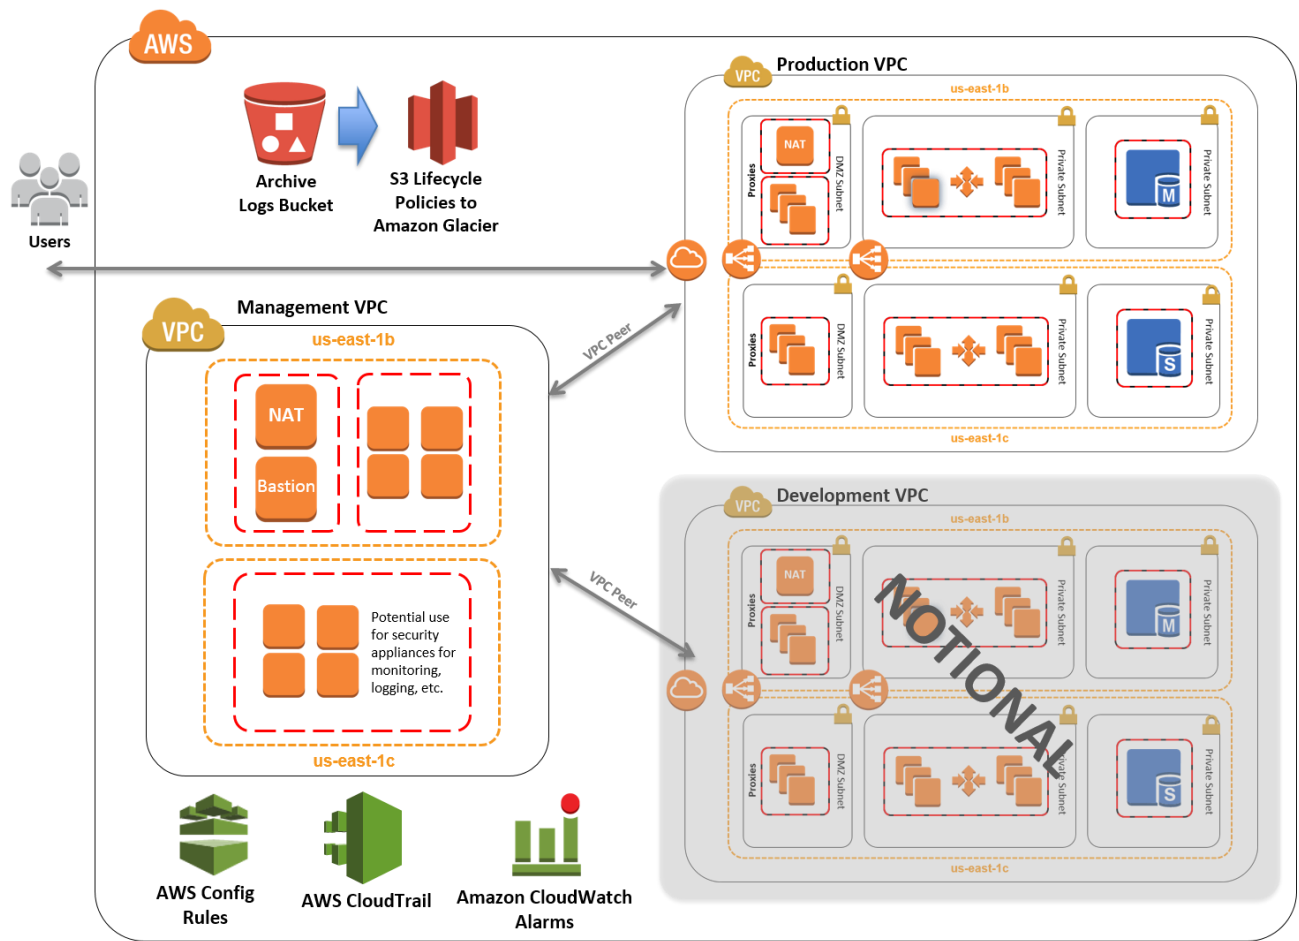 AWS
Users
Archive
Logs Bucket
S3 Lifecycle
Policies to
Amazon Glacier
VPC
Production VPC
us-east-1b
Proxies
NAT
DMZ Subnet
Private Subnet
M
Private Subnet
Proxies
DMZ Subnet
Private Subnet
S
Private Subnet
us-east-1c
VPC
Management VPC
us-east-1b
NAT
Bastion
Potential use
for security
appliances for
monitoring,
logging, etc.
us-east-1c
VPC Peer
VPC Peer
VPC
Development VPC
us-east-1b
Proxies
NAT
DMZ Subnet
Private Subnet
M
Private Subnet
NOTIONAL
Proxies
DMZ Subnet
Private Subnet
S
Private Subnet
us-east-1c
AWS Config
Rules
AWS CloudTrail
Amazon CloudWatch
Alarms